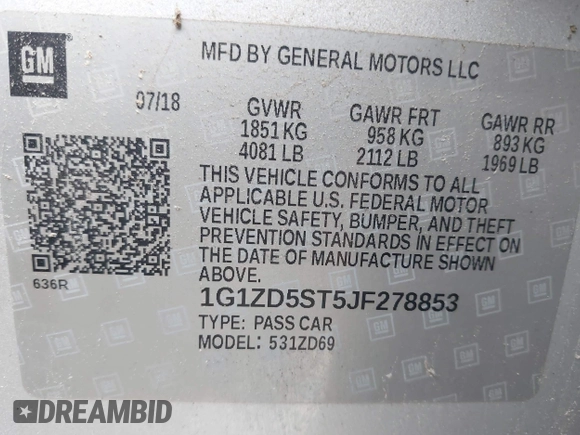 GM
MFD BY GENERAL MOTORS LLC
07/18
GVWR
1851 KG
4081 LB
GAWR FRT
958 KG
2112 LB
GAWR RR
893 KG
1969 LB
THIS VEHICLE CONFORMS TO ALL
APPLICABLE U.S. FEDERAL MOTOR
VEHICLE SAFETY, BUMPER, AND THEFT
PREVENTION STANDARDS IN EFFECT ON
THE DATE OF MANUFACTURE SHOWN
ABOVE.
636R
1G1ZD5ST5JF278853
TYPE: PASS CAR
MODEL: 531ZD69
DREAMBID